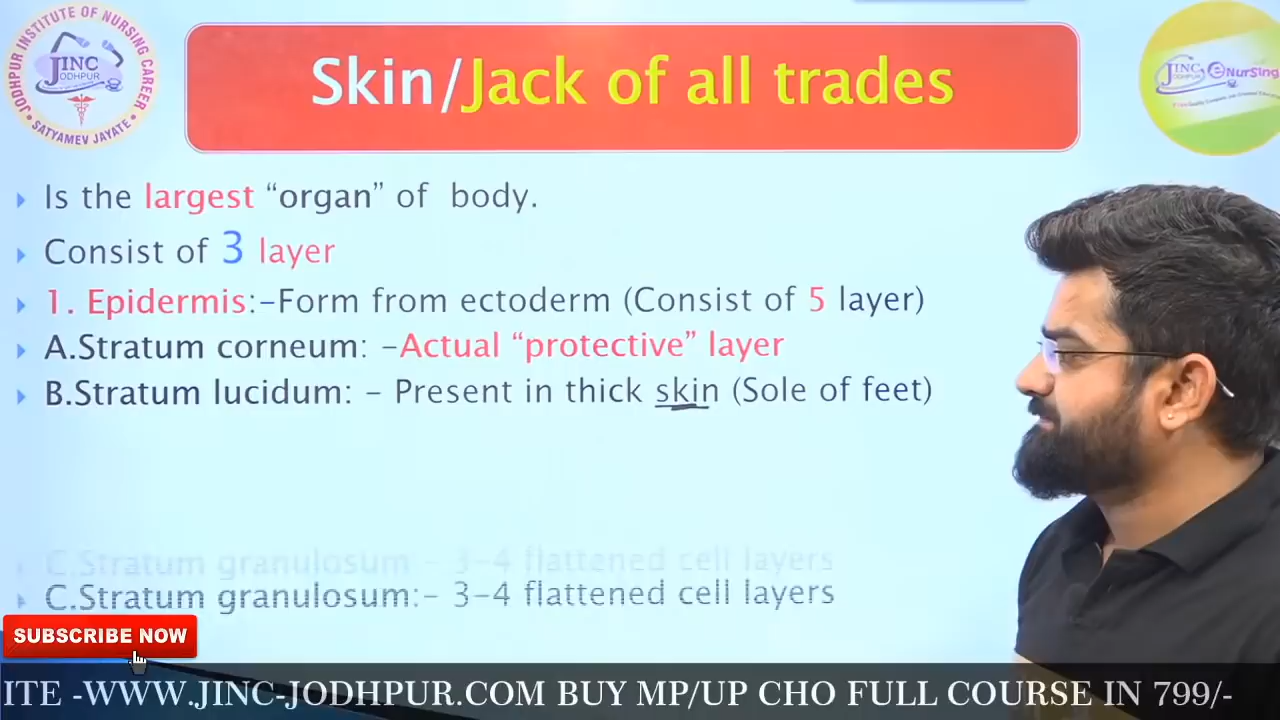 JODHPUR INSTITUTE OF NURSING CAREER
JINC
JODHPUR
SATYAMEV JAYATE
Skin/Jack of all trades
JINC
JODHPUR
eNursing
Is the largest “organ” of body.
Consist of 3 layer
1. Epidermis:-Form from ectoderm (Consist of 5 layer)
A.Stratum corneum: -Actual “protective” layer
B.Stratum lucidum: - Present in thick skin (Sole of feet)
C.Stratum granulosum:- 3-4 flattened cell layers
C.Stratum granulosum:- 3-4 flattened cell layers
SUBSCRIBE NOW
ITE -WWW.JINC-JODHPUR.COM BUY MP/UP CHO FULL COURSE IN 799/-